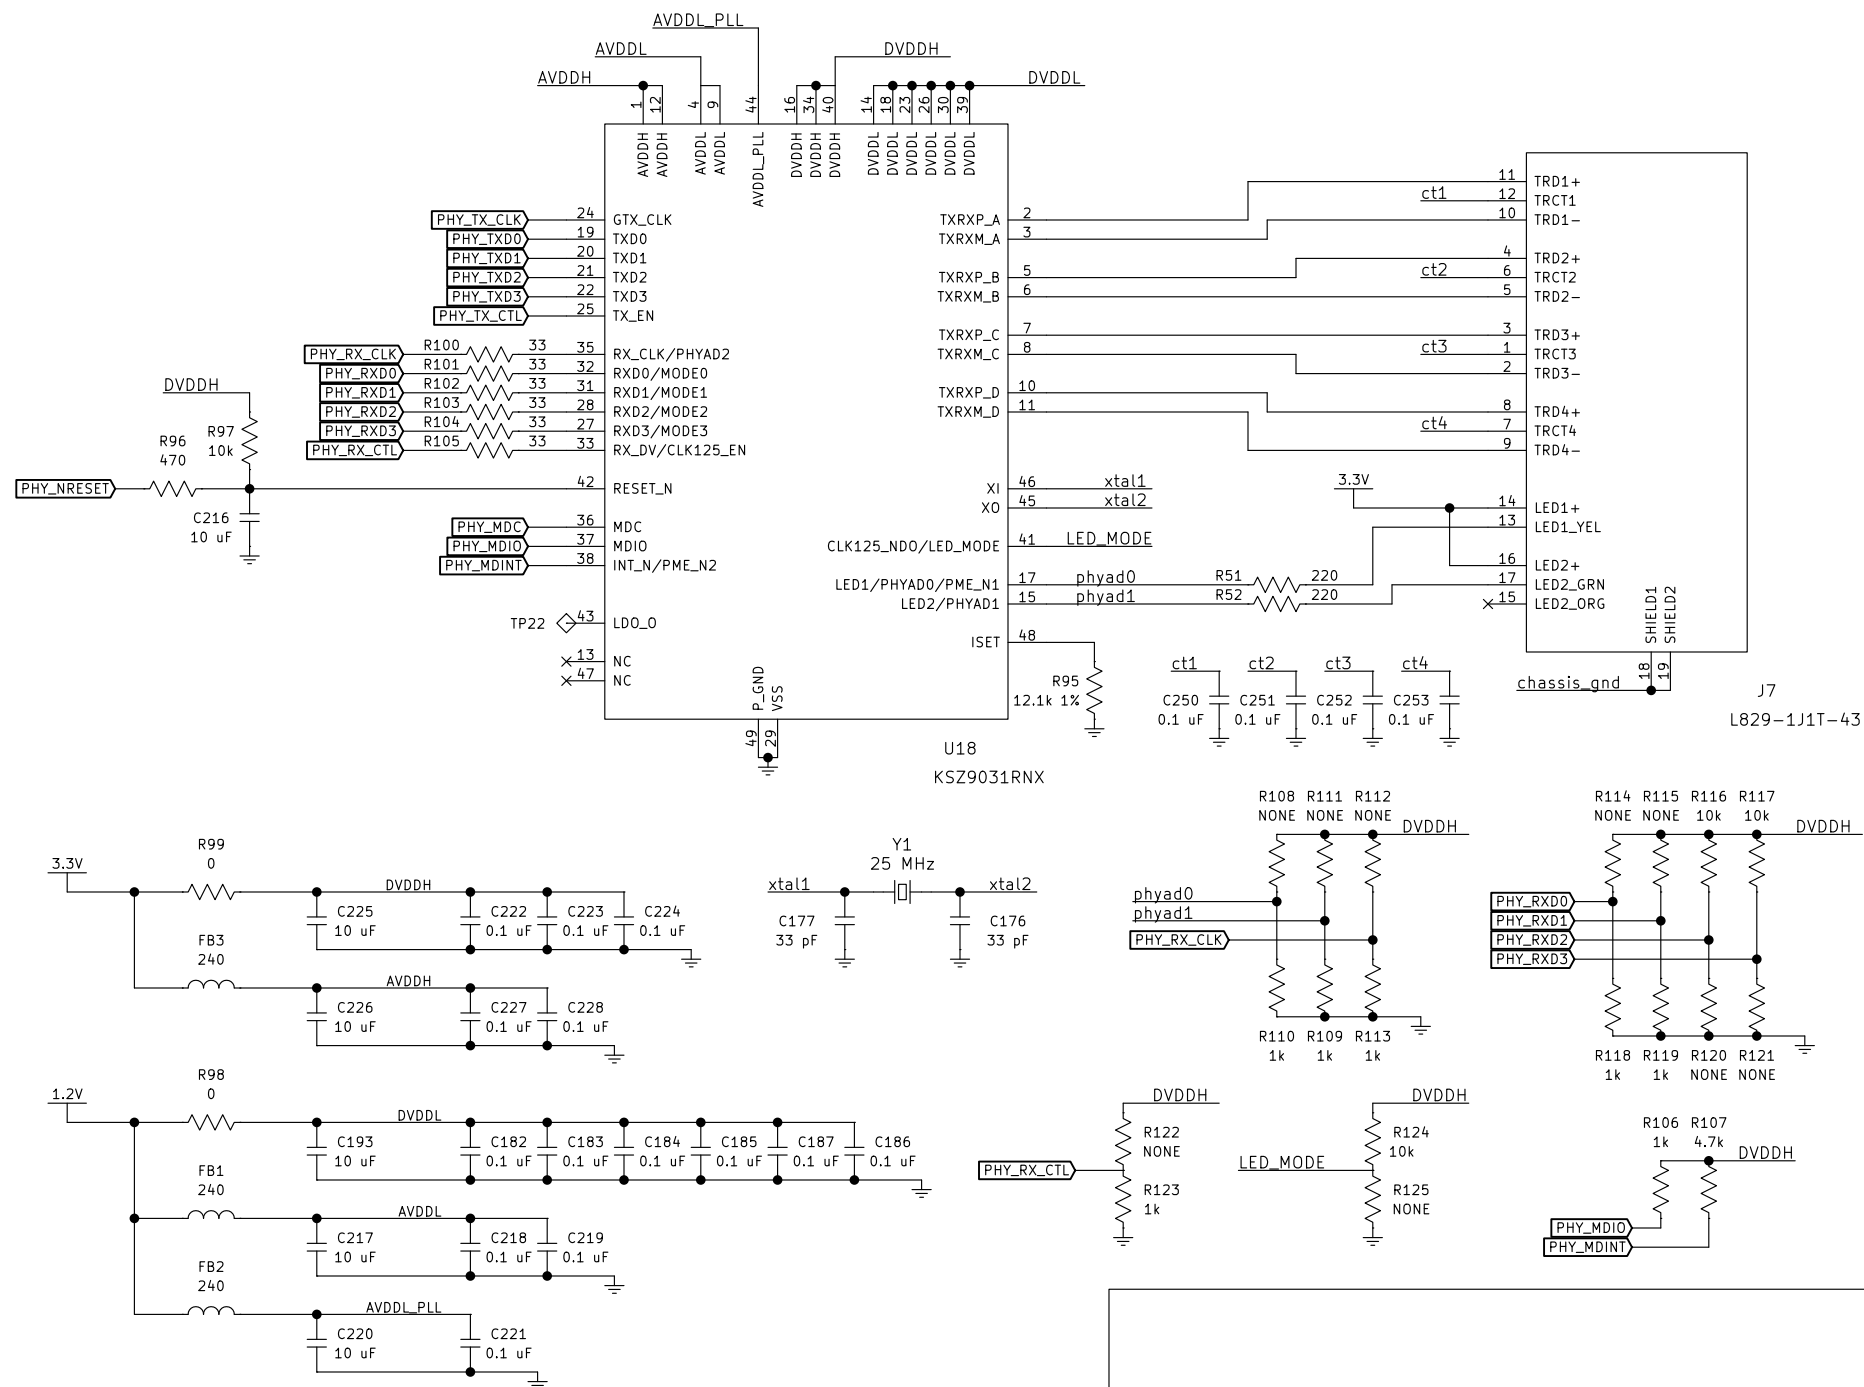 AVDDL_PLL
AVDDL
DVDDH
AVDDH
DVDDL
1
12
4
9
44
16
34
40
14
18
23
26
30
39
AVDDH
AVDDH
AVDDL
AVDDL
AVDDL_PLL
DVDDH
DVDDH
DVDDH
DVDDL
DVDDL
DVDDL
DVDDL
DVDDL
DVDDL
PHY_TX_CLK 24 GTX_CLK
PHY_TXD0 19 TXD0
PHY_TXD1 20 TXD1
PHY_TXD2 21 TXD2
PHY_TXD3 22 TXD3
PHY_TX_CTL 25 TX_EN
PHY_RX_CLK R100 33 35 RX_CLK/PHYAD2
PHY_RXD0 R101 33 32 RXD0/MODE0
PHY_RXD1 R102 33 31 RXD1/MODE1
PHY_RXD2 R103 33 28 RXD2/MODE2
PHY_RXD3 R104 33 27 RXD3/MODE3
PHY_RX_CTL R105 33 33 RX_DV/CLK125_EN
DVDDH
R97
10k
R96
470
PHY_NRESET 42 RESET_N
C216
10 uF
PHY_MDC 36 MDC
PHY_MDIO 37 MDIO
PHY_MDINT 38 INT_N/PME_N2
TP22 43 LDO_O
13 NC
47 NC
P_GND
VSS
49
29
TXRXP_A 2
TXRXM_A 3
TXRXP_B 5
TXRXM_B 6
TXRXP_C 7
TXRXM_C 8
TXRXP_D 10
TXRXM_D 11
XI 46 xtal1
XO 45 xtal2
CLK125_NDO/LED_MODE 41 LED_MODE
LED1/PHYAD0/PME_N1 17 phyad0 R51 220
LED2/PHYAD1 15 phyad1 R52 220
ISET 48
R95
12.1k 1%
U18
KSZ9031RNX
11 TRD1+
ct1 12 TRCT1
10 TRD1-
4 TRD2+
ct2 6 TRCT2
5 TRD2-
3 TRD3+
ct3 1 TRCT3
2 TRD3-
8 TRD4+
ct4 7 TRCT4
9 TRD4-
3.3V
14 LED1+
13 LED1_YEL
16 LED2+
17 LED2_GRN
15 LED2_ORG
SHIELD1
SHIELD2
18
19
chassis_gnd
J7
L829-1J1T-43
ct1 ct2 ct3 ct4
C250 C251 C252 C253
0.1 uF 0.1 uF 0.1 uF 0.1 uF
3.3V
R99
0
DVDDH
C225
10 uF
C222
0.1 uF
C223
0.1 uF
C224
0.1 uF
FB3
240
AVDDH
C226
10 uF
C227
0.1 uF
C228
0.1 uF
Y1
25 MHz
xtal1 xtal2
C177
33 pF
C176
33 pF
R108 R111 R112
NONE NONE NONE
DVDDH
phyad0
phyad1
PHY_RX_CLK
R110 R109 R113
1k 1k 1k
R114 R115 R116 R117
NONE NONE 10k 10k
DVDDH
PHY_RXD0
PHY_RXD1
PHY_RXD2
PHY_RXD3
R118 R119 R120 R121
1k 1k NONE NONE
1.2V
R98
0
DVDDL
C193
10 uF
C182
0.1 uF
C183
0.1 uF
C184
0.1 uF
C185
0.1 uF
C187
0.1 uF
C186
0.1 uF
FB1
240
AVDDL
C217
10 uF
C218
0.1 uF
C219
0.1 uF
FB2
240
AVDDL_PLL
C220
10 uF
C221
0.1 uF
DVDDH
R122
NONE
PHY_RX_CTL
R123
1k
DVDDH
R124
10k
LED_MODE
R125
NONE
R106 R107
1k 4.7k
DVDDH
PHY_MDIO
PHY_MDINT